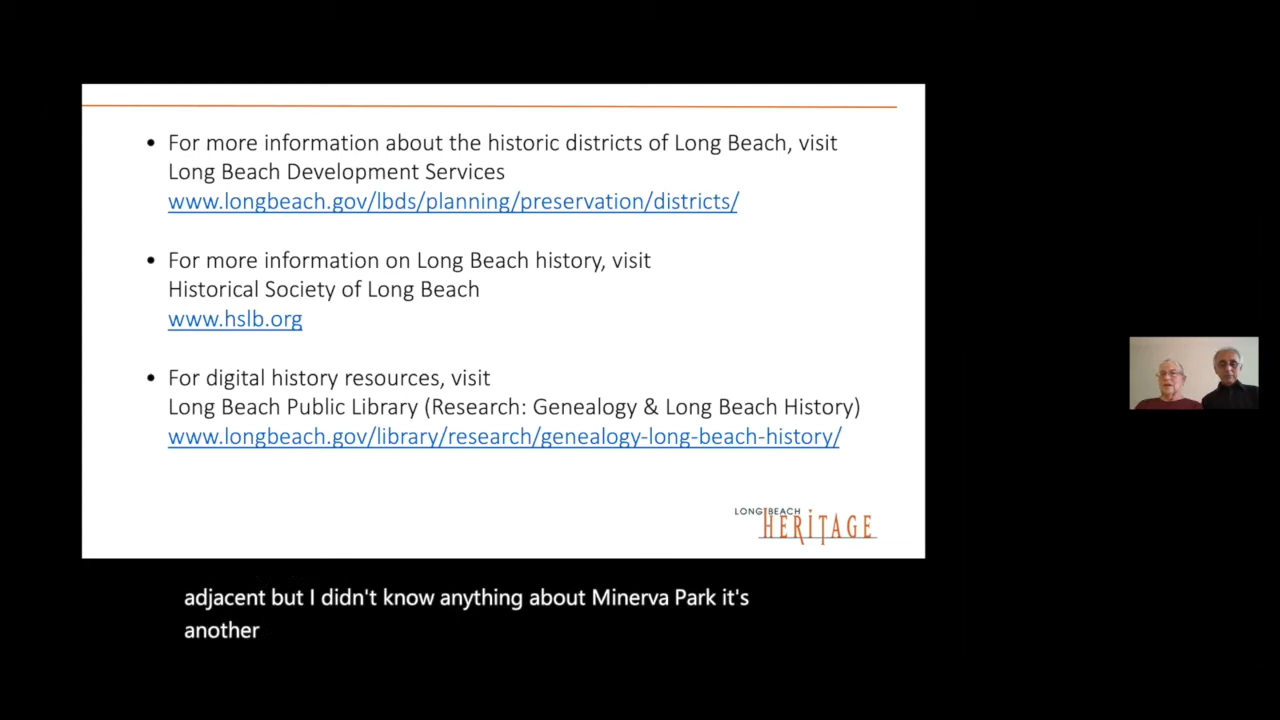 • For more information about the historic districts of Long Beach, visit
Long Beach Development Services
www.longbeach.gov/lbds/planning/preservation/districts/
• For more information on Long Beach history, visit
Historical Society of Long Beach
www.hslb.org
• For digital history resources, visit
Long Beach Public Library (Research: Genealogy & Long Beach History)
www.longbeach.gov/library/research/genealogy-long-beach-history/
LONG BEACH
HERiTAGE
adjacent but I didn't know anything about Minerva Park it's
another